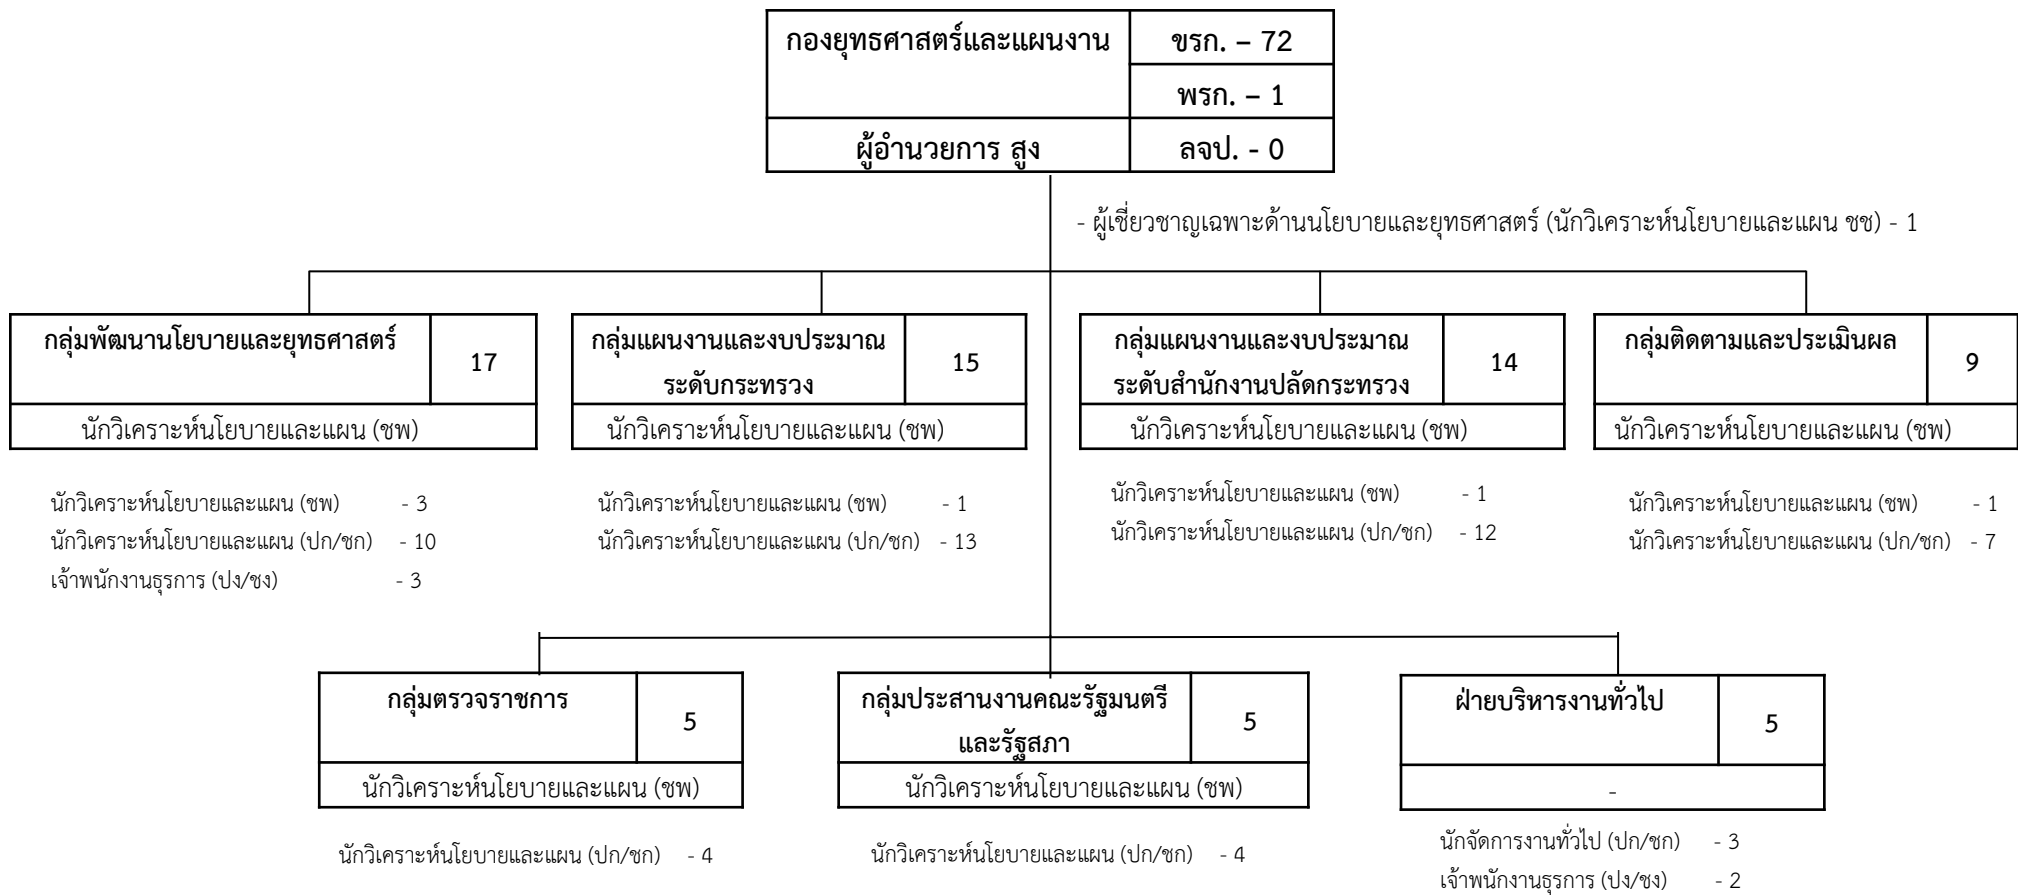 กองยุทธศาสตร์และแผนงาน ขรก. – 72
พรก. – 1
ผู้อำนวยการ สูง ลจป. - 0
- ผู้เชี่ยวชาญเฉพาะด้านนโยบายและยุทธศาสตร์ (นักวิเคราะห์นโยบายและแผน ชช) - 1
กลุ่มพัฒนานโยบายและยุทธศาสตร์
17
นักวิเคราะห์นโยบายและแผน (ชพ)
นักวิเคราะห์นโยบายและแผน (ชพ) - 3
นักวิเคราะห์นโยบายและแผน (ปก/ชก) - 10
เจ้าพนักงานธุรการ (ปง/ชง) - 3
กลุ่มแผนงานและงบประมาณ
ระดับกระทรวง
15
นักวิเคราะห์นโยบายและแผน (ชพ)
นักวิเคราะห์นโยบายและแผน (ชพ) - 1
นักวิเคราะห์นโยบายและแผน (ปก/ชก) - 13
กลุ่มแผนงานและงบประมาณ
ระดับสำนักงานปลัดกระทรวง
14
นักวิเคราะห์นโยบายและแผน (ชพ)
นักวิเคราะห์นโยบายและแผน (ชพ) - 1
นักวิเคราะห์นโยบายและแผน (ปก/ชก) - 12
กลุ่มติดตามและประเมินผล
9
นักวิเคราะห์นโยบายและแผน (ชพ)
นักวิเคราะห์นโยบายและแผน (ชพ) - 1
นักวิเคราะห์นโยบายและแผน (ปก/ชก) - 7
กลุ่มตรวจราชการ
5
นักวิเคราะห์นโยบายและแผน (ชพ)
นักวิเคราะห์นโยบายและแผน (ปก/ชก) - 4
กลุ่มประสานงานคณะรัฐมนตรี
และรัฐสภา
5
นักวิเคราะห์นโยบายและแผน (ชพ)
นักวิเคราะห์นโยบายและแผน (ปก/ชก) - 4
ฝ่ายบริหารงานทั่วไป
5
-
นักจัดการงานทั่วไป (ปก/ชก) - 3
เจ้าพนักงานธุรการ (ปง/ชง) - 2